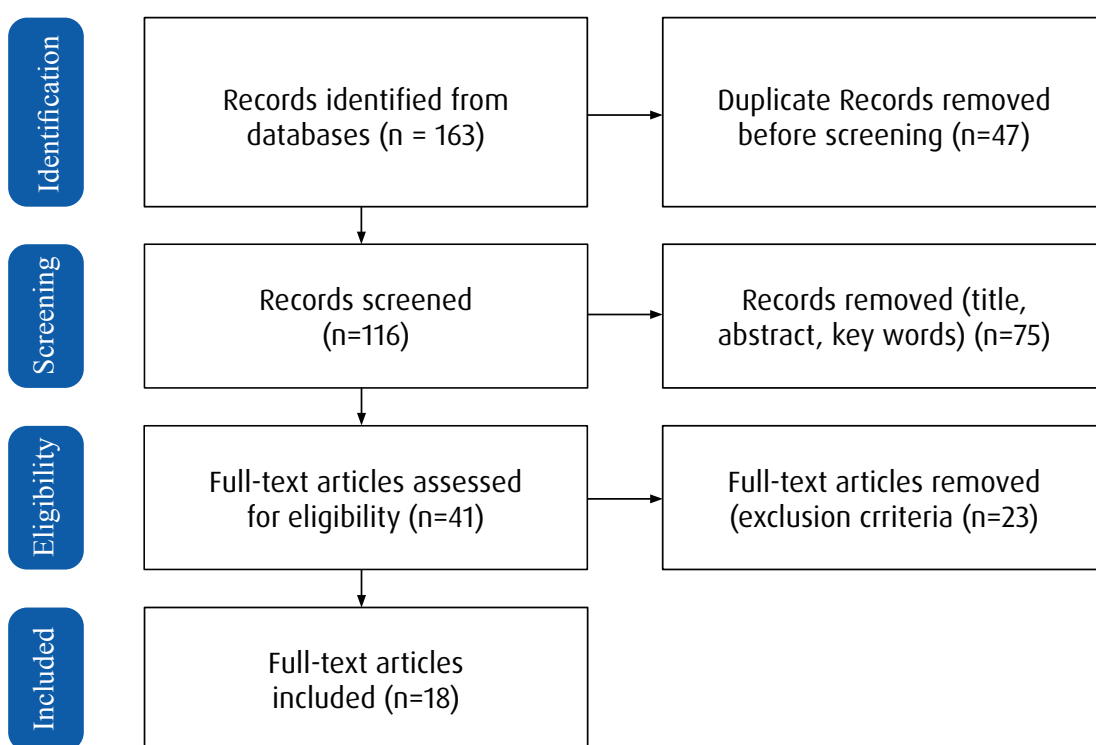 Identification
Records identified from
databases (n = 163)
Duplicate Records removed
before screening (n=47)
Screening
Records screened
(n=116)
Records removed (title,
abstract, key words) (n=75)
Eligibility
Full-text articles assessed
for eligibility (n=41)
Full-text articles removed
(exclusion crriteria (n=23)
Included
Full-text articles
included (n=18)